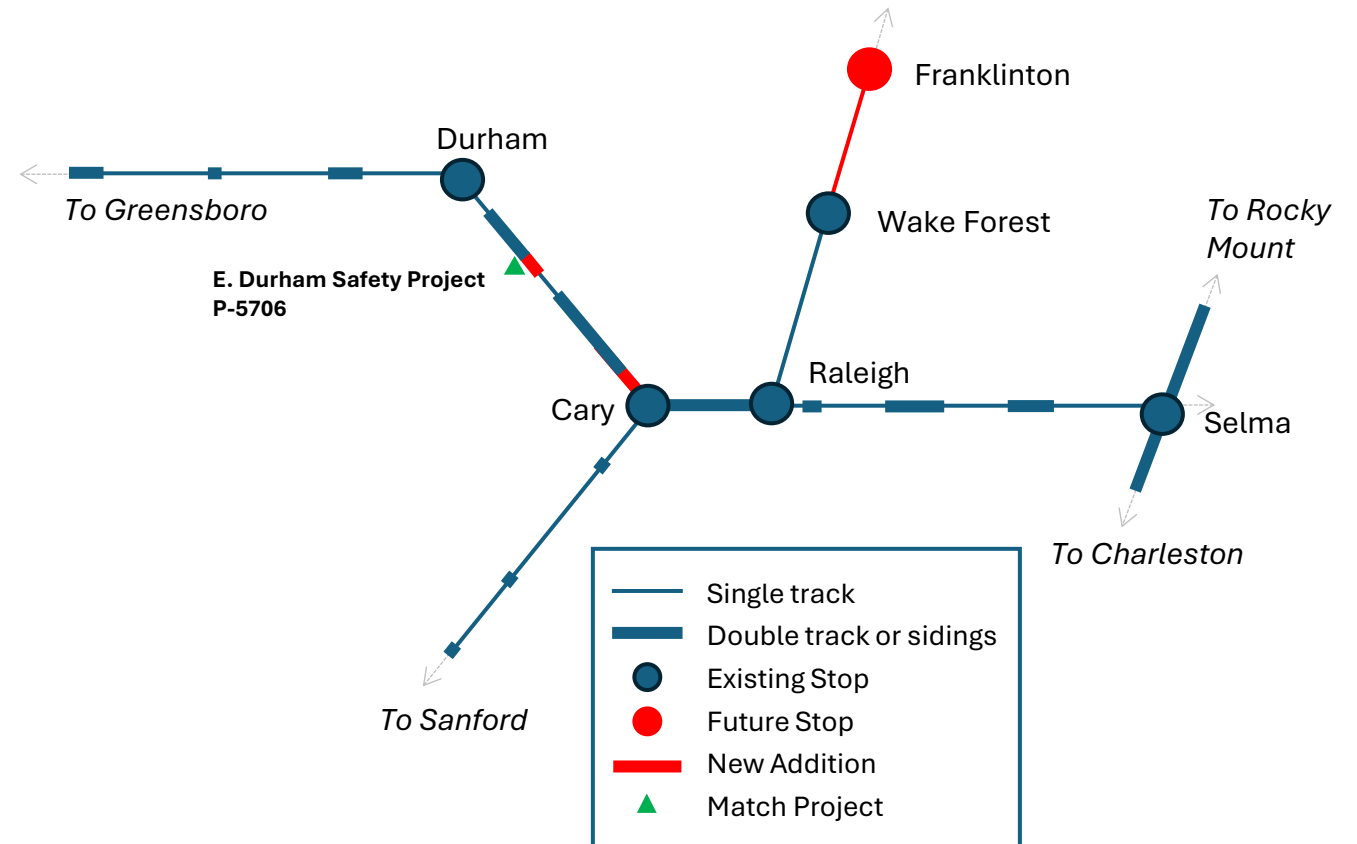 Franklinton
Durham
To Greensboro
Wake Forest
To Rocky
Mount
E. Durham Safety Project
P-5706
Raleigh
Cary
Selma
To Charleston
To Sanford
Single track
Double track or sidings
Existing Stop
Future Stop
New Addition
Match Project